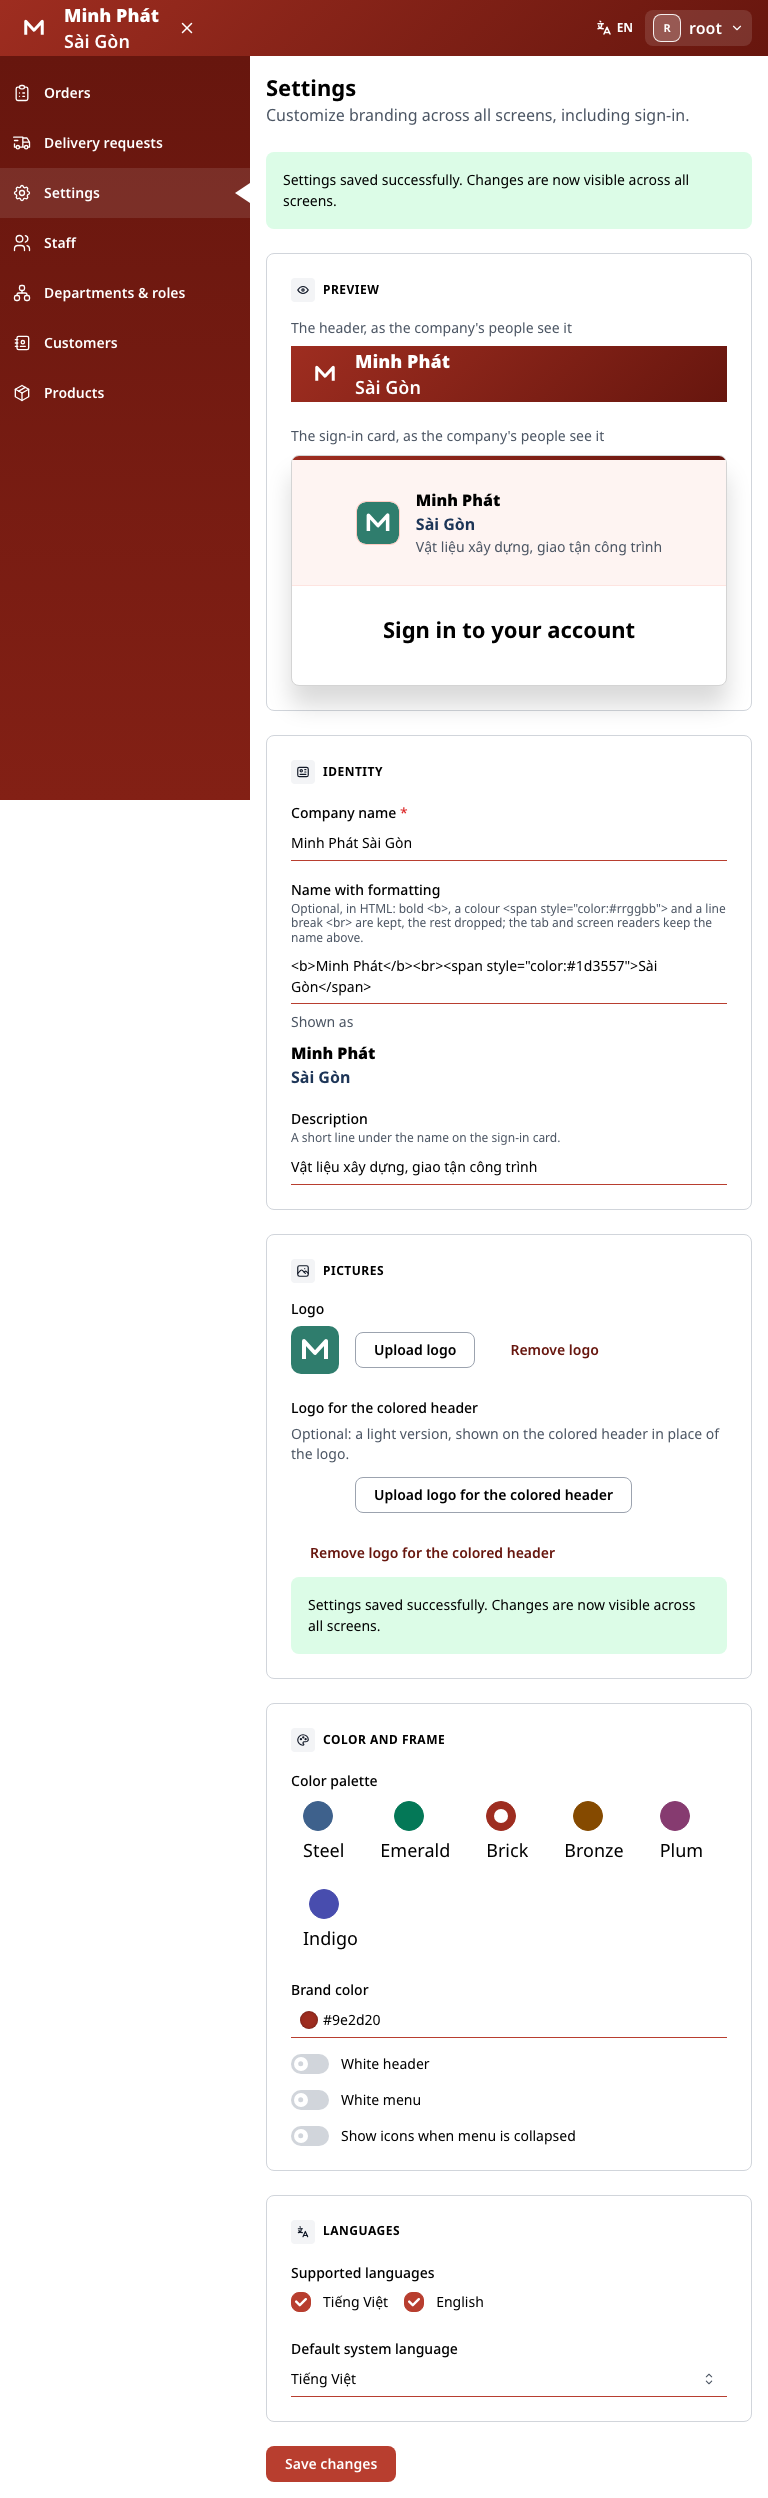 Minh Phát
Sài Gòn
EN
R
root
Orders
Delivery requests
Settings
Staff
Departments & roles
Customers
Products
Settings
Customize branding across all screens, including sign-in.
Settings saved successfully. Changes are now visible across all
screens.
PREVIEW
The header, as the company's people see it
Minh Phát
Sài Gòn
The sign-in card, as the company's people see it
Minh Phát
Sài Gòn
Vật liệu xây dựng, giao tận công trình
Sign in to your account
IDENTITY
Company name *
Minh Phát Sài Gòn
Name with formatting
Optional, in HTML: bold <b>, a colour <span style="color:#rrggbb"> and a line
break <br> are kept, the rest dropped; the tab and screen readers keep the
name above.
<b>Minh Phát</b><br><span style="color:#1d3557">Sài
Gòn</span>
Shown as
Minh Phát
Sài Gòn
Description
A short line under the name on the sign-in card.
Vật liệu xây dựng, giao tận công trình
PICTURES
Logo
Upload logo
Remove logo
Logo for the colored header
Optional: a light version, shown on the colored header in place of
the logo.
Upload logo for the colored header
Remove logo for the colored header
Settings saved successfully. Changes are now visible across
all screens.
COLOR AND FRAME
Color palette
Steel
Emerald
Brick
Bronze
Plum
Indigo
Brand color
#9e2d20
White header
White menu
Show icons when menu is collapsed
LANGUAGES
Supported languages
Tiếng Việt
English
Default system language
Tiếng Việt
Save changes